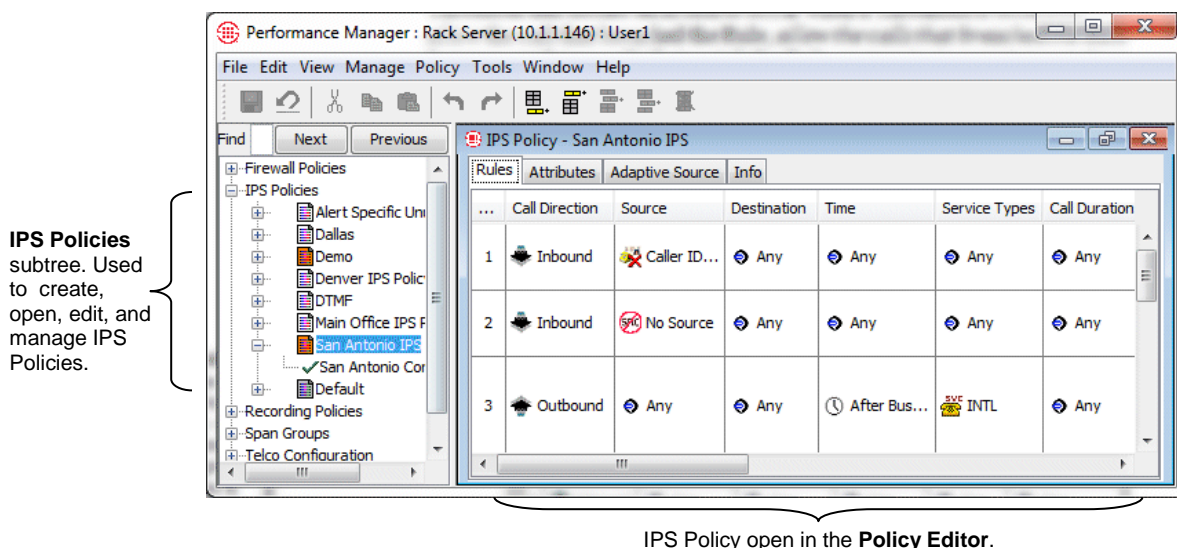 Performance Manager : Rack Server (10.1.1.146) : User1
File Edit View Manage Policy Tools Window Help
Find Next Previous
Firewall Policies
IPS Policies
Alert Specific Un
Dallas
Demo
Denver IPS Polic
DTMF
Main Office IPS P
San Antonio IPS
San Antonio Cor
Default
Recording Policies
Span Groups
Telco Configuration
IPS Policy - San Antonio IPS
Rules Attributes Adaptive Source Info
... Call Direction Source Destination Time Service Types Call Duration
1 Inbound Caller ID... Any Any Any Any
2 Inbound SRC No Source Any Any Any Any
3 Outbound Any Any After Bus... SVC INTL Any
IPS Policies
subtree. Used
to create,
open, edit, and
manage IPS
Policies.
IPS Policy open in the Policy Editor.